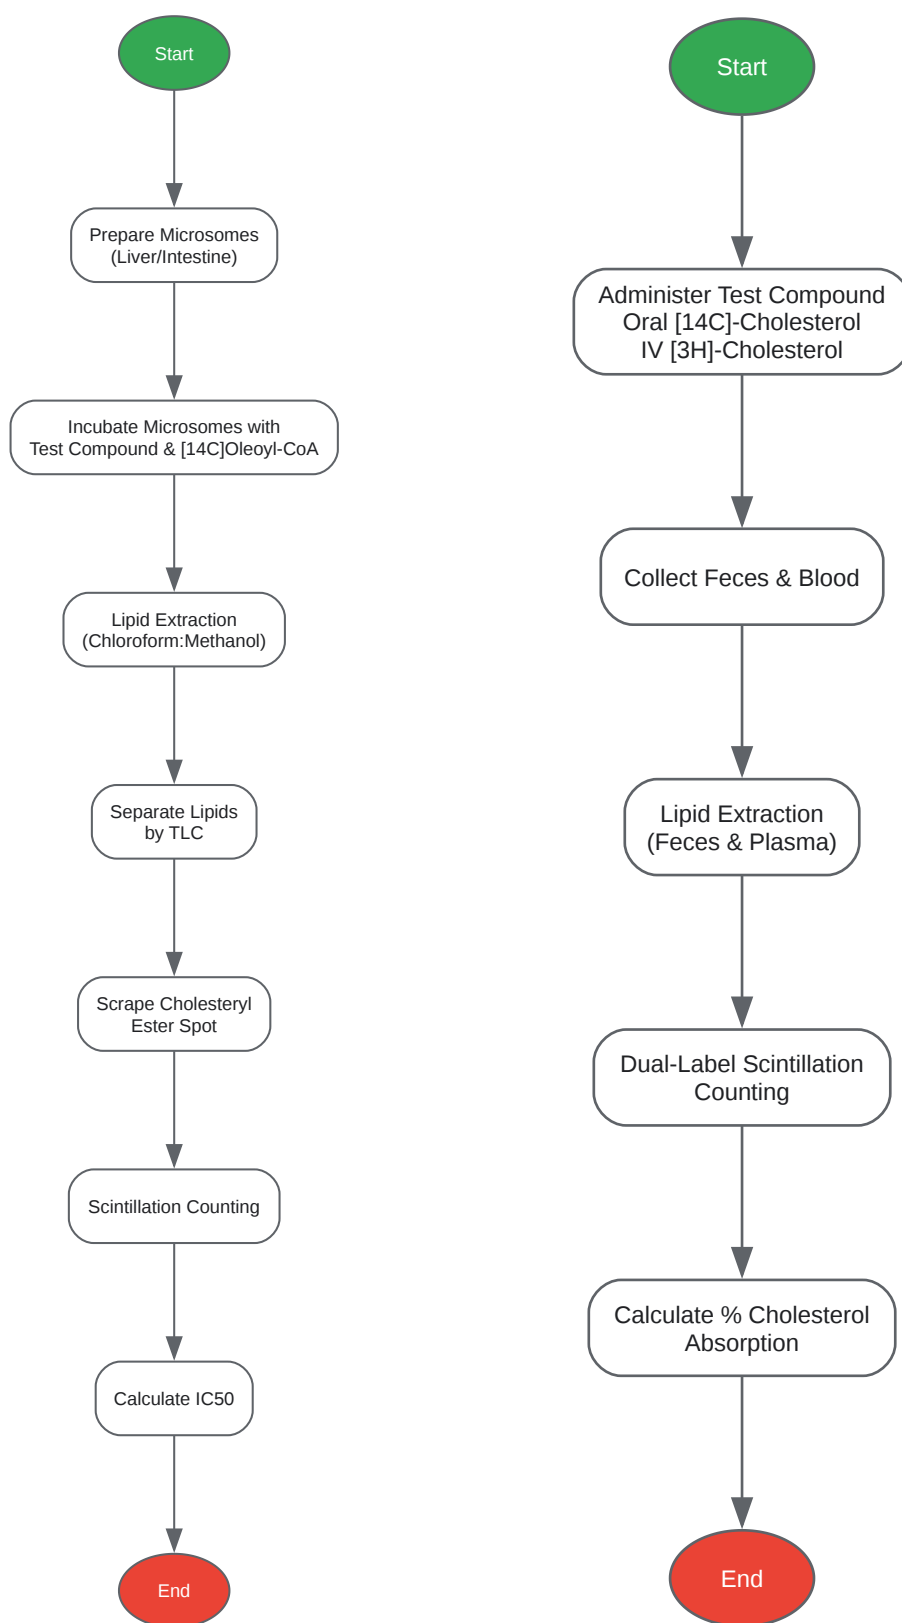 Start
Prepare Microsomes
(Liver/Intestine)
Incubate Microsomes with
Test Compound & [14C]Oleoyl-CoA
Lipid Extraction
(Chloroform:Methanol)
Separate Lipids
by TLC
Scrape Cholesteryl
Ester Spot
Scintillation Counting
Calculate IC50
End
Start
Administer Test Compound
Oral [14C]-Cholesterol
IV [3H]-Cholesterol
Collect Feces & Blood
Lipid Extraction
(Feces & Plasma)
Dual-Label Scintillation
Counting
Calculate % Cholesterol
Absorption
End